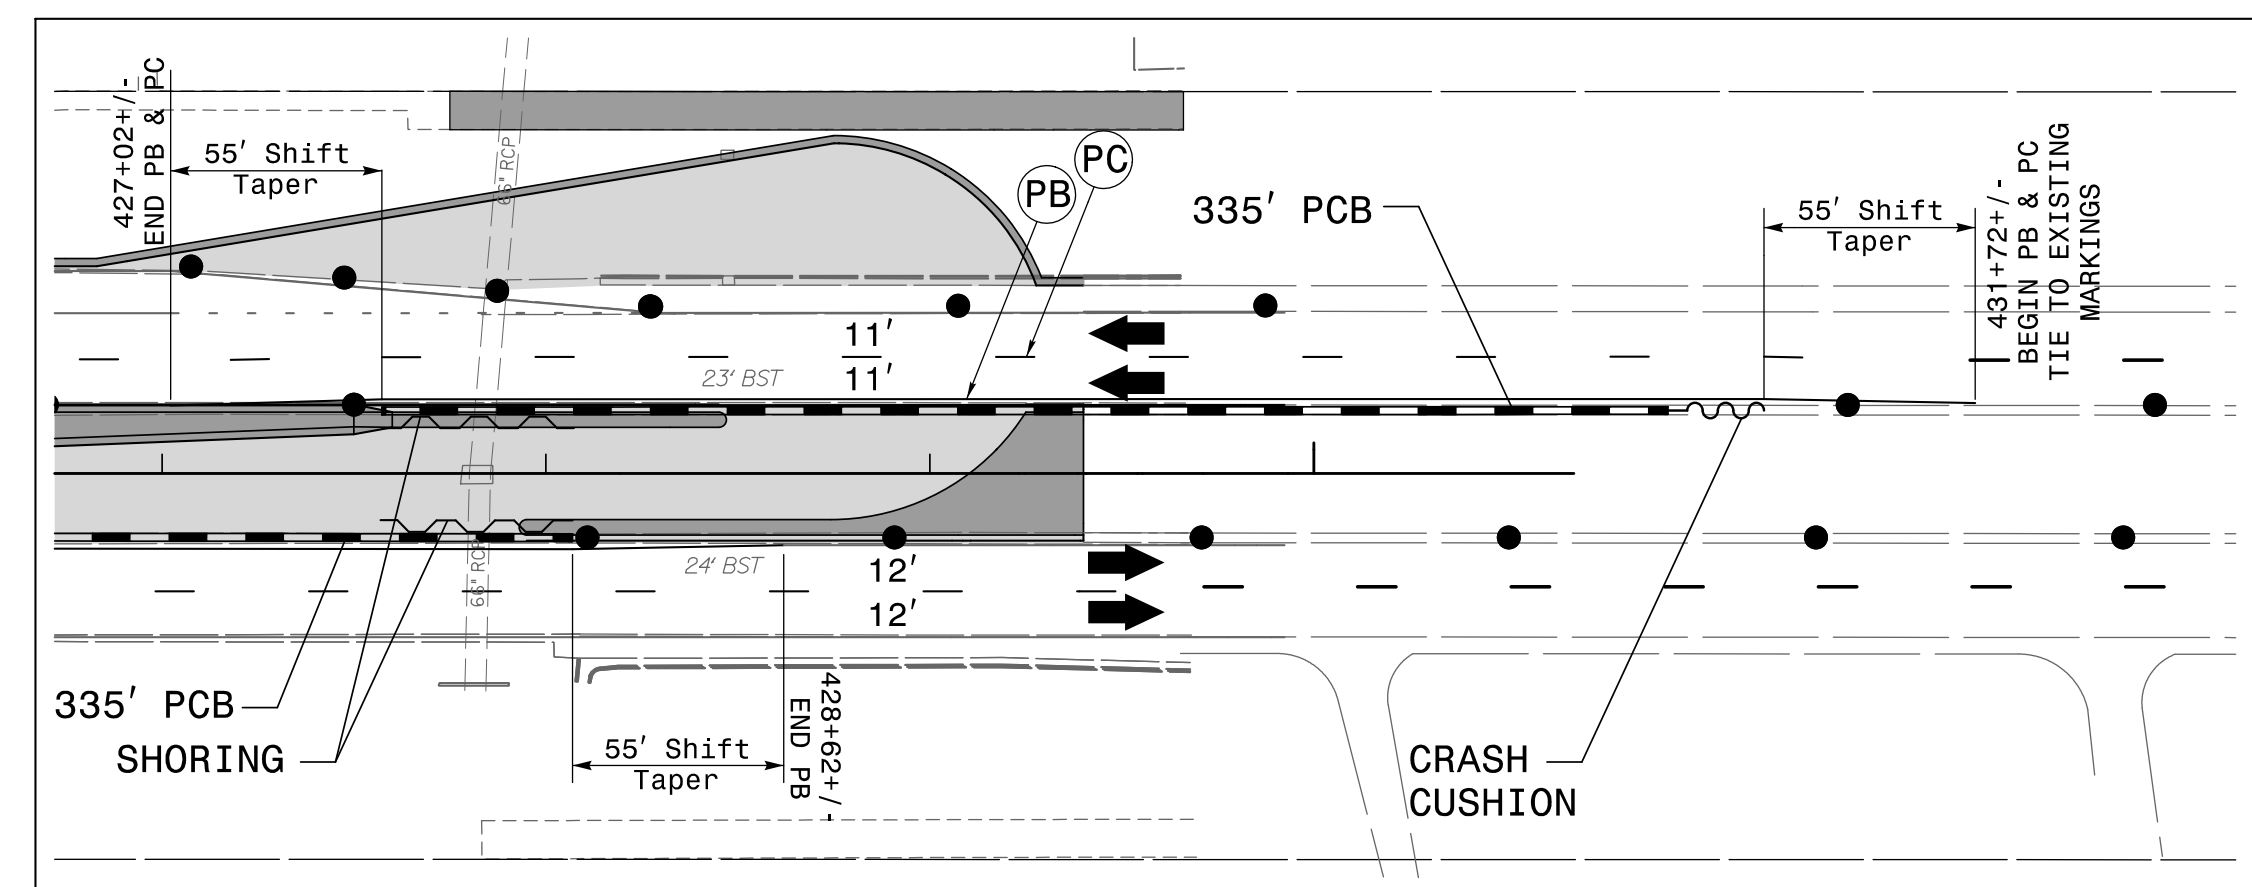 427+02+/-
END PB & PC
55' Shift
Taper
66" RCP
PC
PB
335' PCB
55' Shift
Taper
431+72+/-
BEGIN PB & PC
TIE TO EXISTING
MARKINGS
11'
11'
23' BST
24' BST
12'
12'
66" RCP
335' PCB
SHORING
55' Shift
Taper
428+62+/-
END PB
CRASH
CUSHION